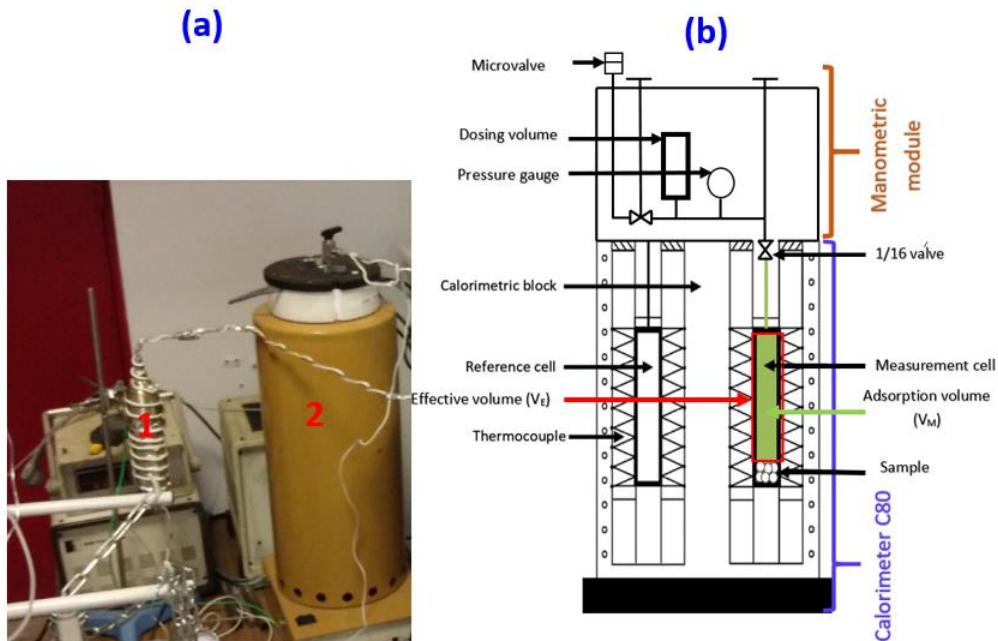 (a)
(b)
1
2
Microvalve
Dosing volume
Pressure gauge
Manometric
module
1/16 valve
Calorimetric block
Reference cell
Measurement cell
Effective volume (VE)
Adsorption volume
(VM)
Thermocouple
Sample
Calorimeter C80